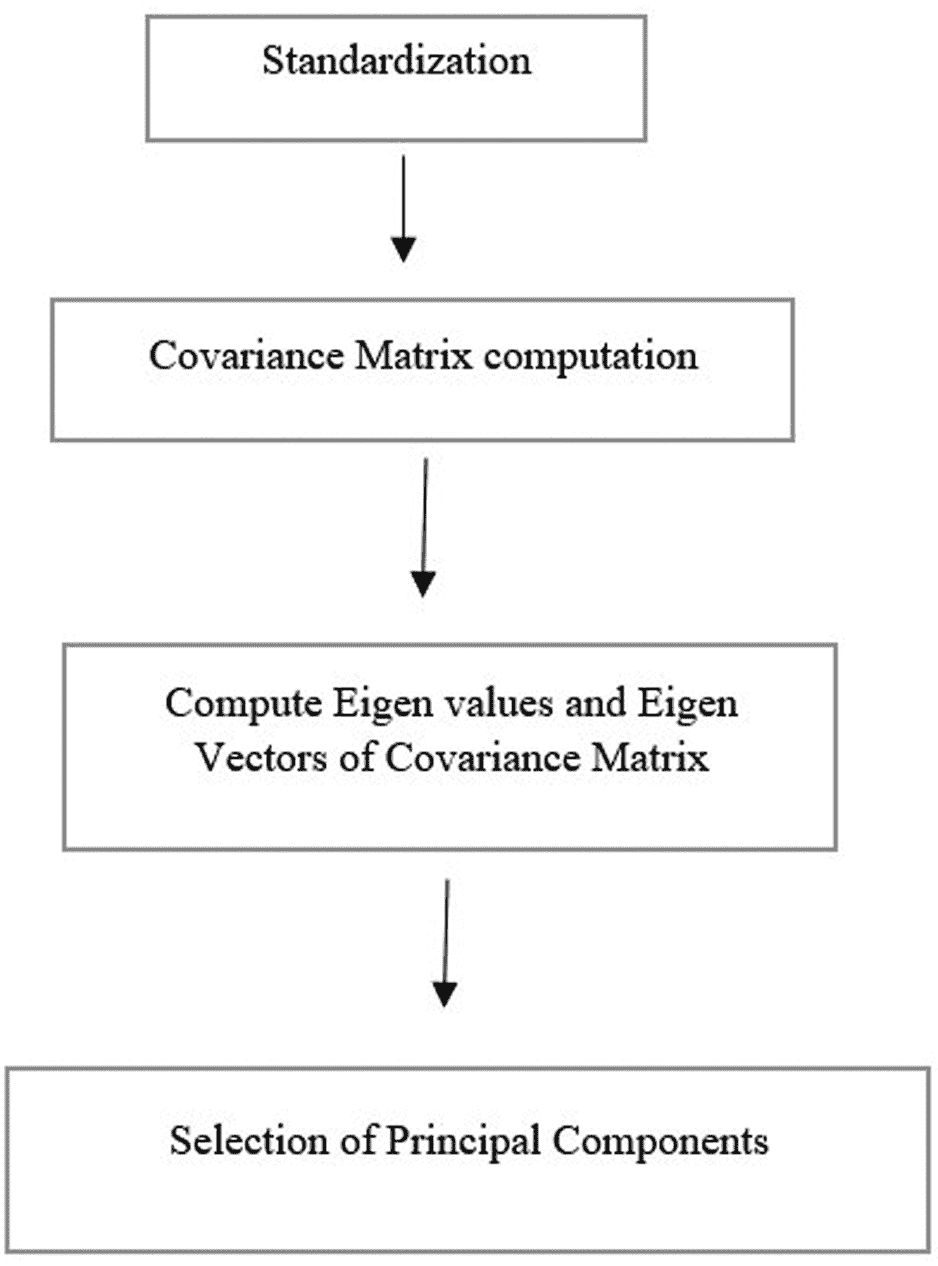 Standardization
Covariance Matrix computation
Compute Eigen values and Eigen
Vectors of Covariance Matrix
Selection of Principal Components